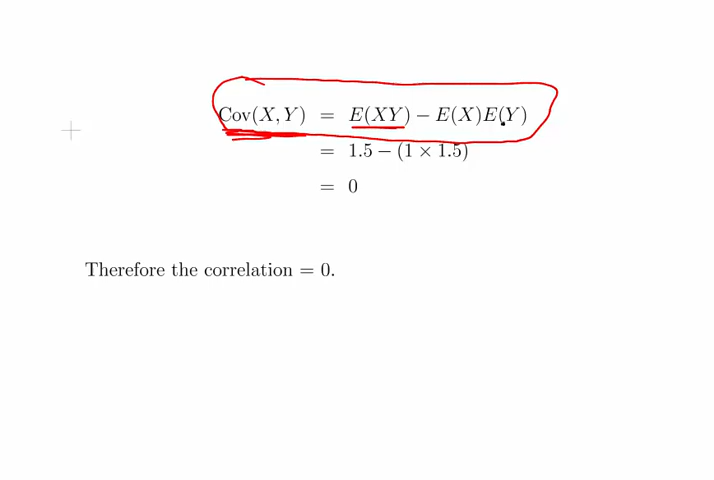 Cov(X, Y) = E(XY) − E(X)E(Y)
= 1.5 − (1 × 1.5)
= 0
Therefore the correlation = 0.